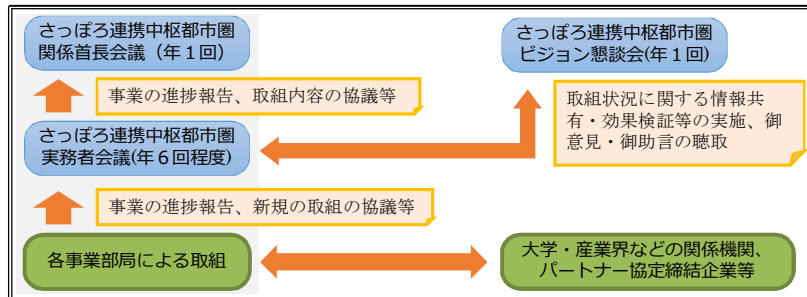 さっぽろ連携中枢都市圏
関係首長会議（年１回）
さっぽろ連携中枢都市圏
ビジョン懇談会(年１回)
事業の進捗報告、取組内容の協議等
取組状況に関する情報共
有・効果検証等の実施、御
意見・御助言の聴取
さっぽろ連携中枢都市圏
実務者会議(年６回程度)
事業の進捗報告、新規の取組の協議等
各事業部局による取組
大学・産業界などの関係機関、
パートナー協定締結企業等